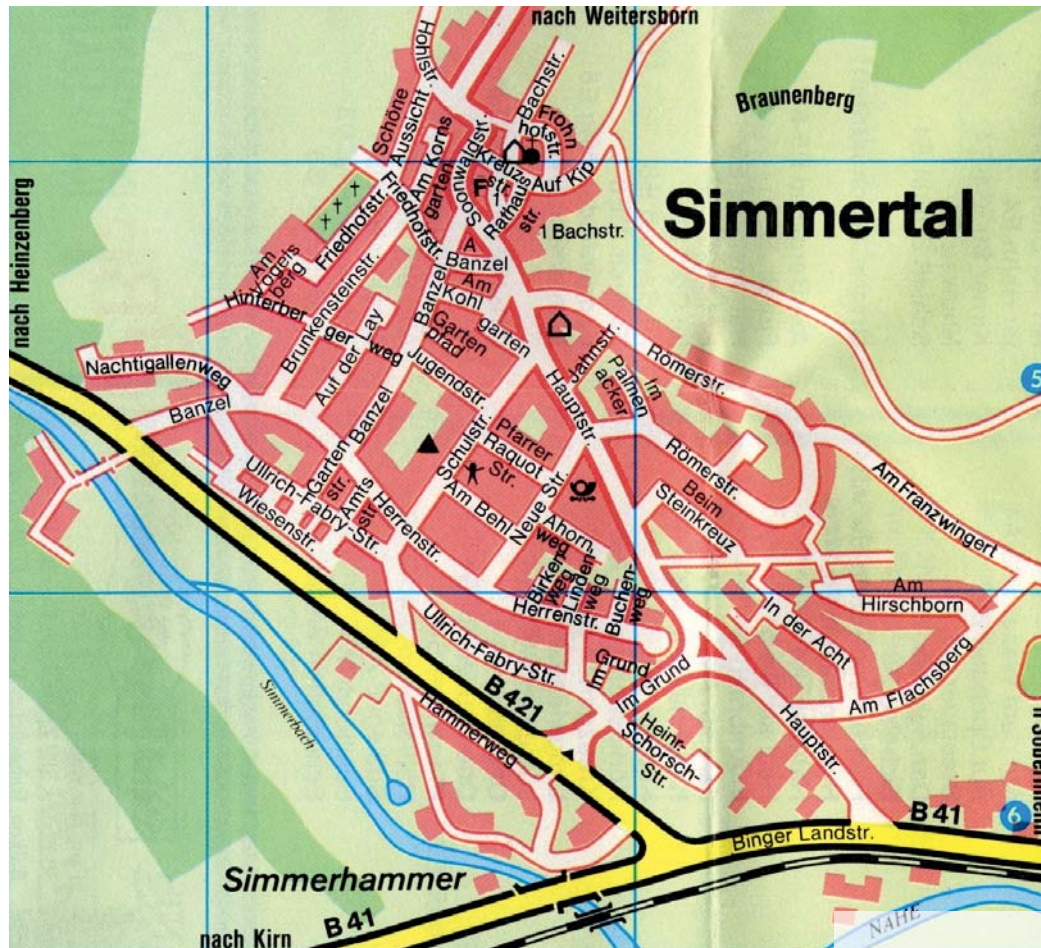 nach Weitersborn
Hohlstr.
Bachstr.
Braunenberg
Schöne
Aussicht
Frohn
hofstr.
Am Korns
garten
Soonwaldstr.
Kreuz
str.
F
1
Rathaus
str.
Auf Kip
Simmertal
1 Bachstr.
nach Heinzenberg
Friedhofstr.
Friedhofstr.
Am
Vogels
berg
A
Banzel
Am
Kohl
garten
Hinterber
ger
weg
Brunkensteinstr.
Auf der Lay
Banzel
Garten
pfad
Jugendstr.
Jahnstr.
Römerstr.
Im
Palmen
acker
Nachtigallenweg
Banzel
Banzel
Hauptstr.
5
Schulstr.
Pfarrer
Raquot
Str.
Römerstr.
Beim
Steinkreuz
Am Franzwingert
Ullrich-Fabry-Str.
Garten
str.
Amts
str.
Herrenstr.
Wiesenstr.
Am Behl
Neue Str.
Ahorn
weg
Birken
weg
Linden
weg
Buchen-
weg
Herrenstr.
Am
Hirschborn
In der Acht
Am Flachsberg
Ullrich-Fabry-Str.
Im
Grund
Im Grund
B 421
Simmerbach
Hammerweg
Heinr.-
Schorsch-
Str.
Hauptstr.
B 41
6
Binger Landstr.
Simmerhammer
B 41
nach Kirn
NAHE